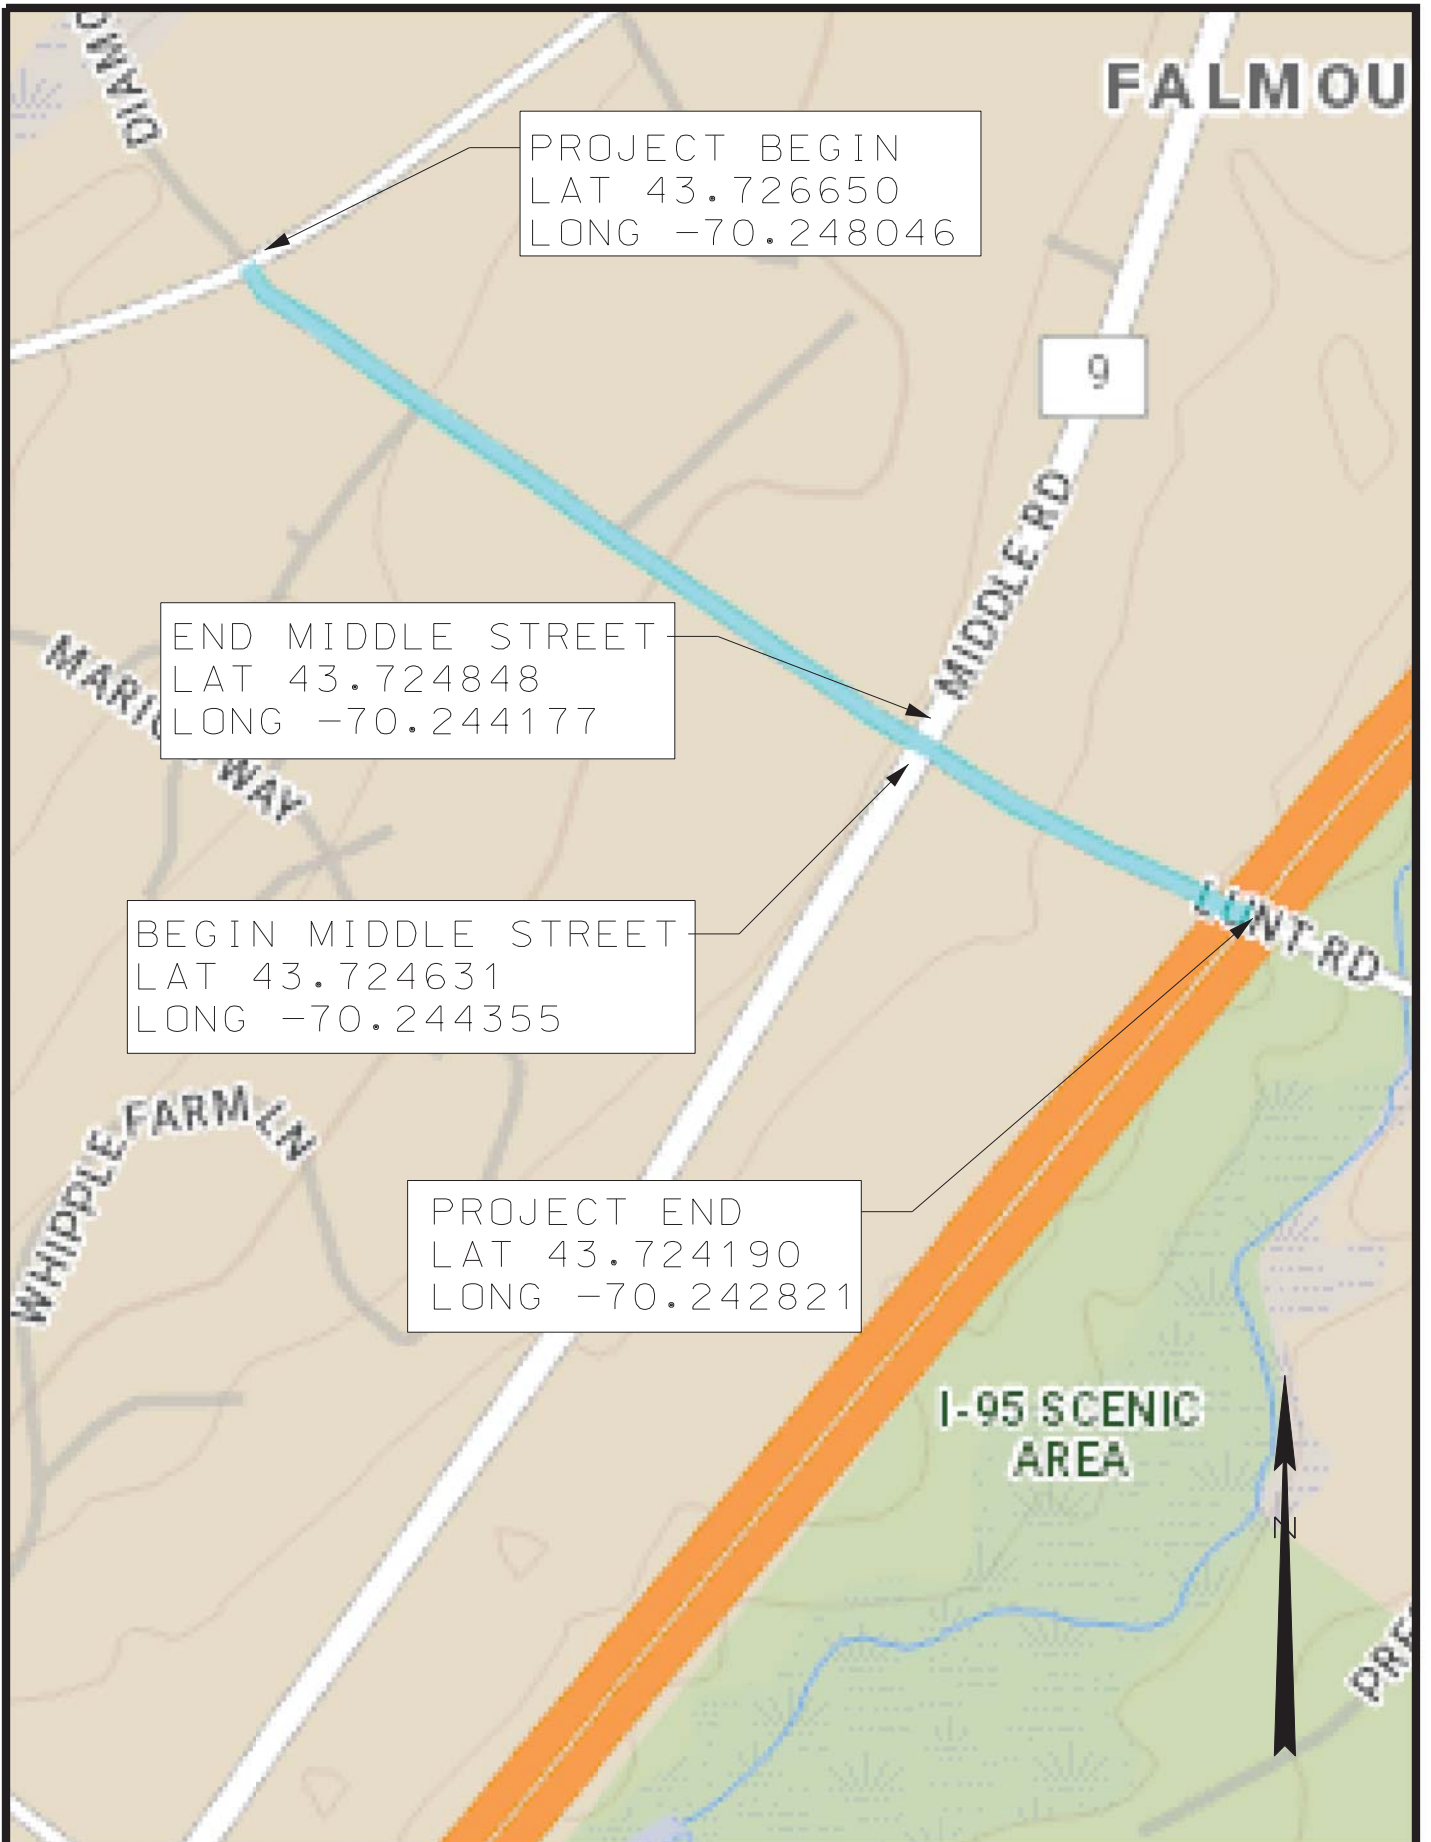 DIAMO
FALMOU
PROJECT BEGIN
LAT 43.726650
LONG -70.248046
9
MIDDLE RD
END MIDDLE STREET
LAT 43.724848
LONG -70.244177
WAY
BEGIN MIDDLE STREET
LAT 43.724631
LONG -70.244355
LUNT RD
WHIPPLE FARM LN
PROJECT END
LAT 43.724190
LONG -70.242821
I-95 SCENIC
AREA
N